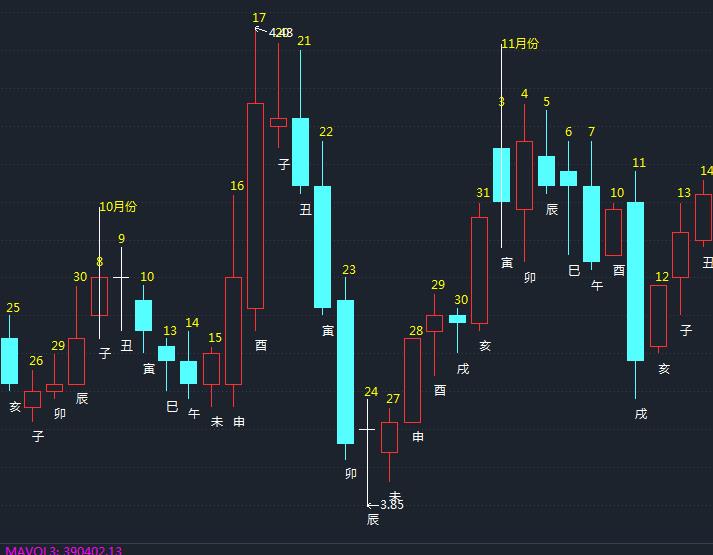 17
4.48
20
21
11月份
3
4
5
6
7
22
16
子
丑
31
辰
11
10
13
14
10月份
9
8
30
10
寅
卯
巳
酉
午
丑
23
12
29
30
25
13
14
15
28
26
29
子
丑
寅
酉
寅
戌
亥
亥
子
亥
子
卯
辰
巳
午
未
申
24
27
酉
戌
申
卯
未
3.85
辰
MAVOL3: 390402.13